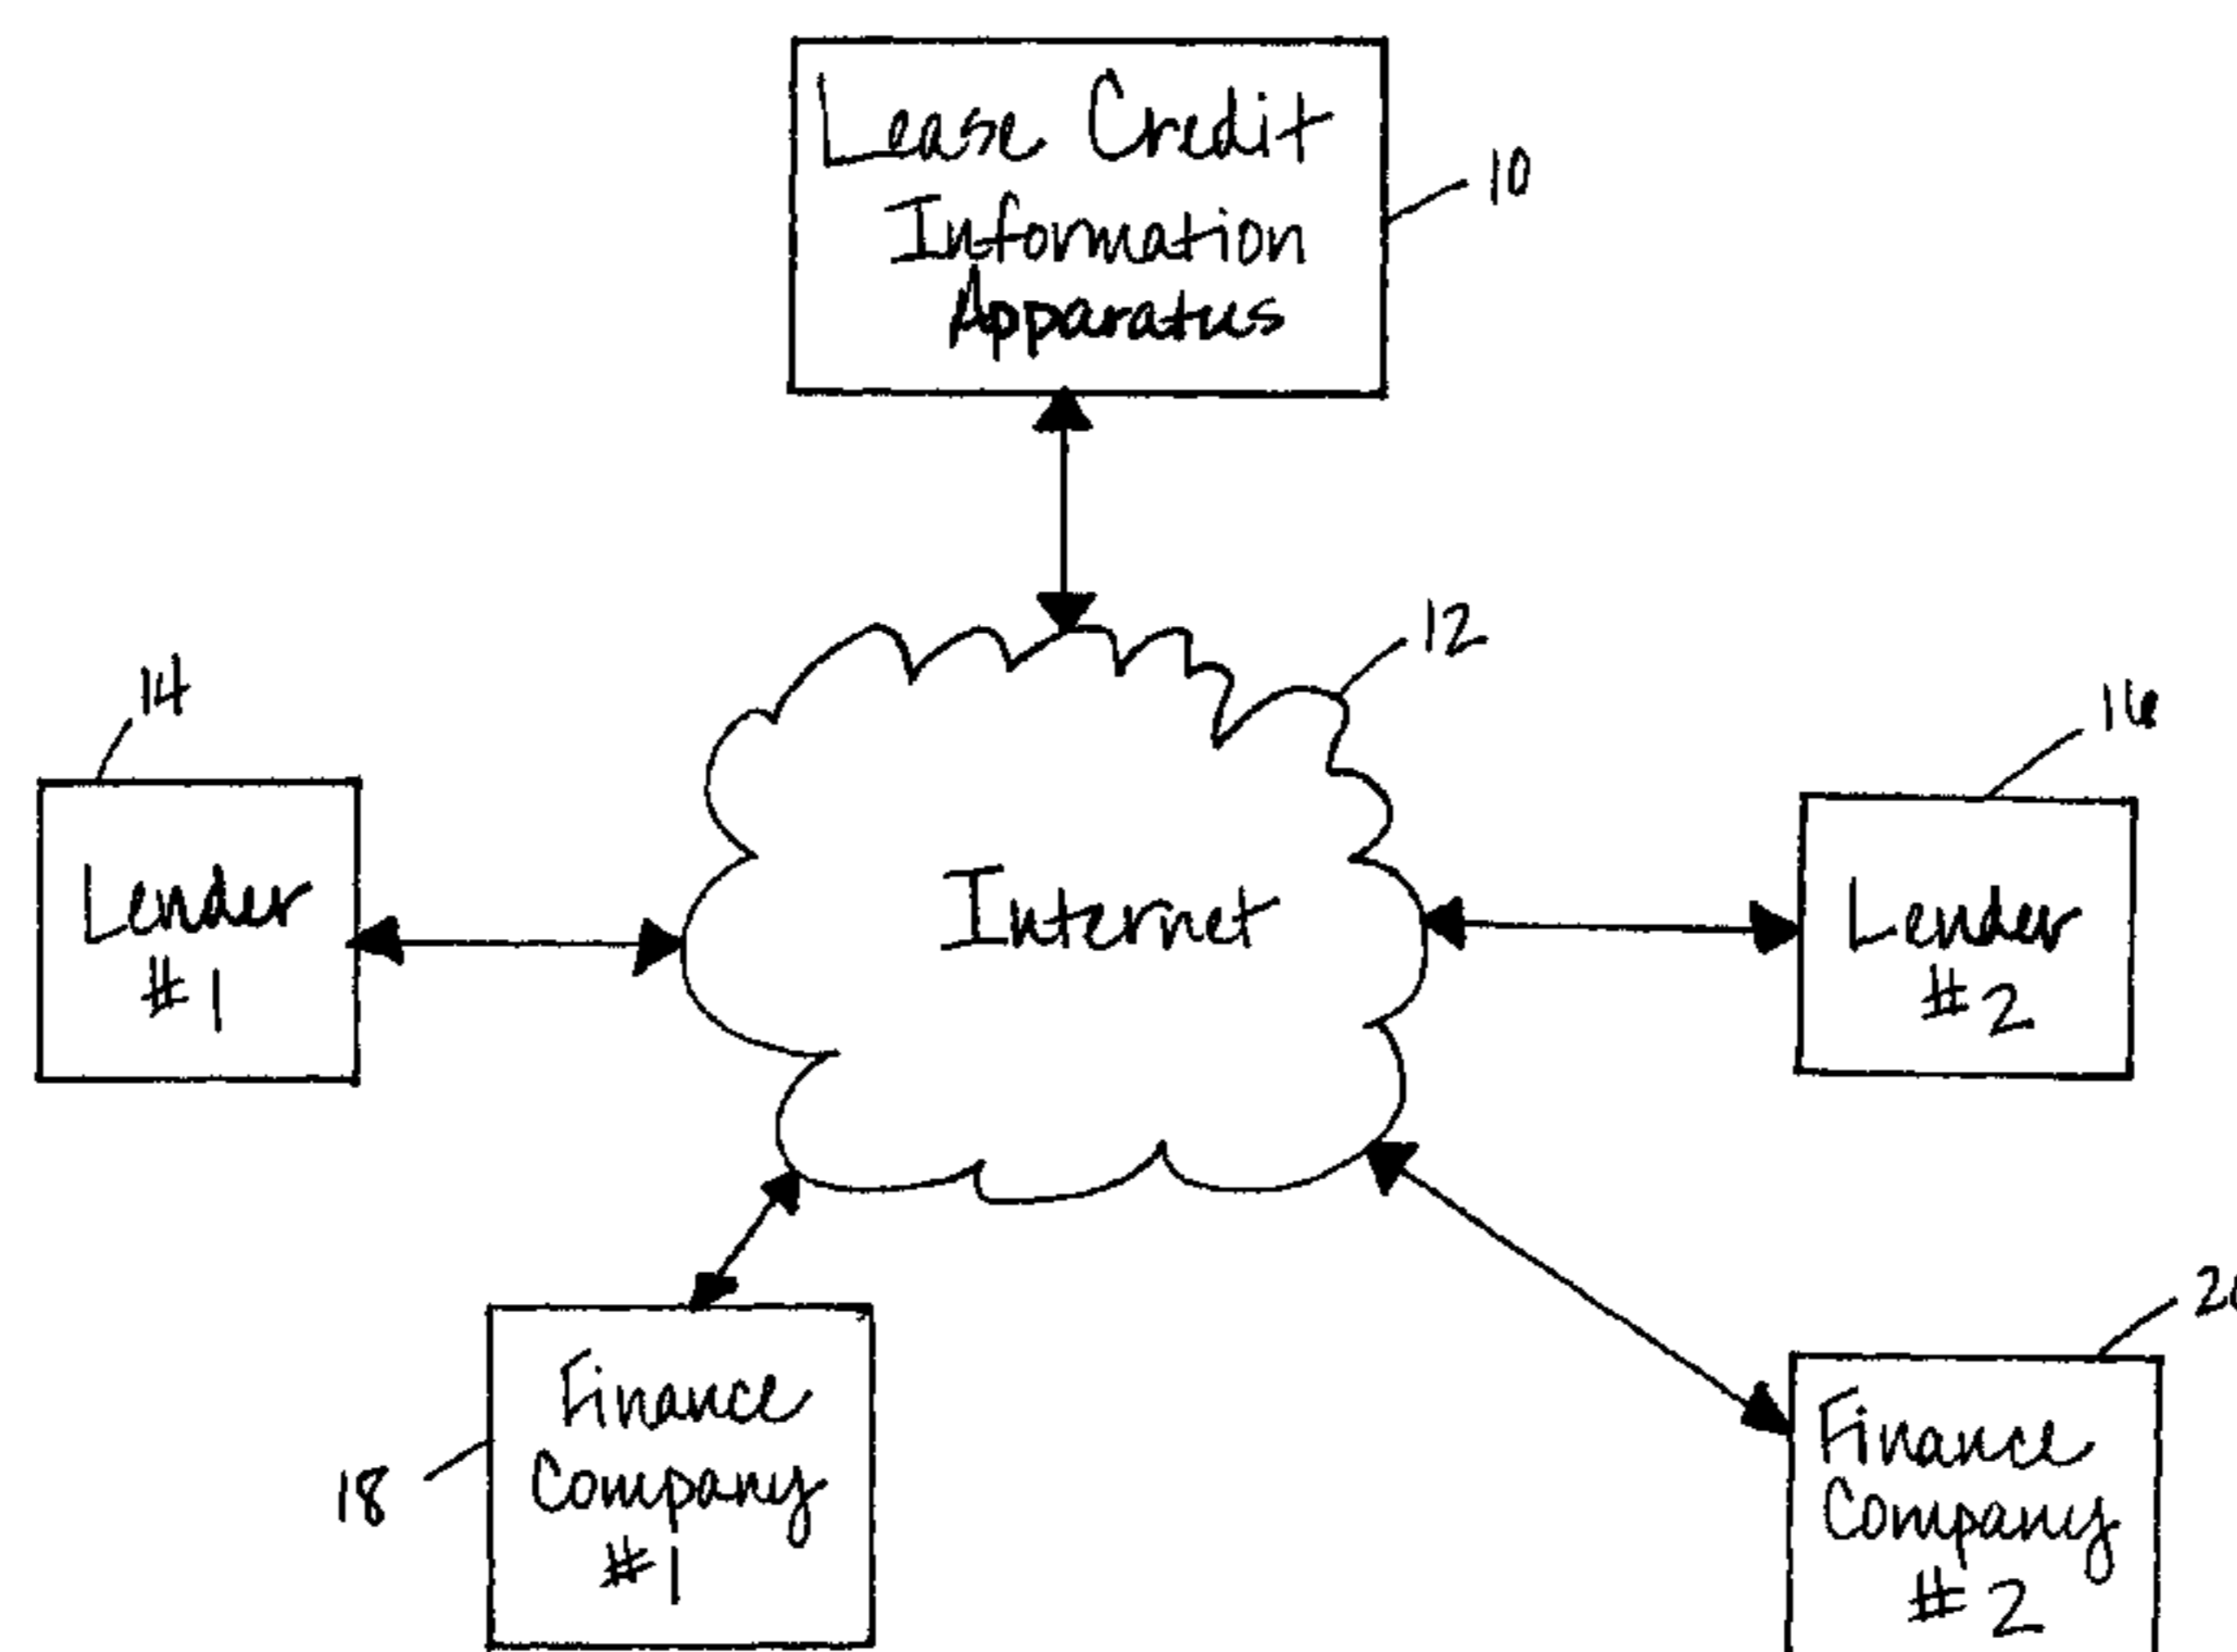 Lease Credit
Information
Apparatus
10
12
14
16
Lender
#1
Internet
Lender
#2
18
Finance
Company
#1
Finance
Company
#2